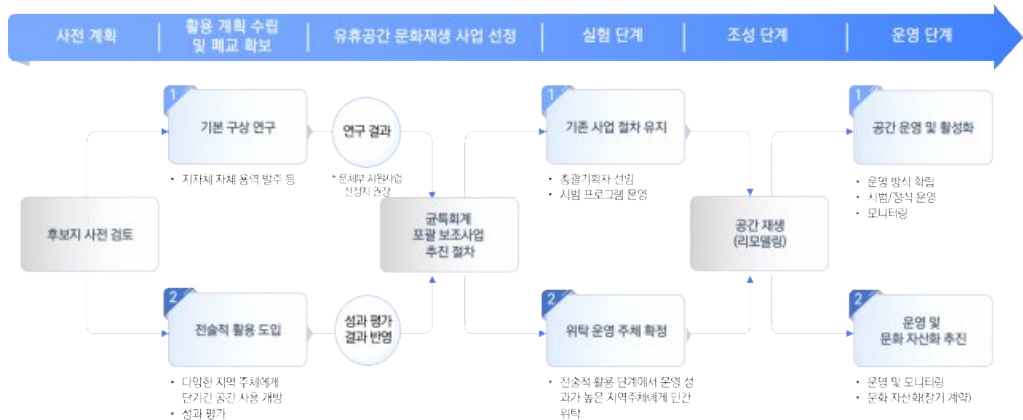 사전 계획
활용 계획 수립
및 폐교 확보
유휴공간 문화재생 사업 선정
실험 단계
조성 단계
운영 단계
1
기본 구상 연구
• 지자체 자체 용역 발주 등
연구 결과
* 문체부 지원사업
선정지 권장
1
기존 사업 절차 유지
• 총괄기획자 선임
• 시범 프로그램 운영
1
공간 운영 및 활성화
• 운영 방식 확립
• 시범/정식 운영
• 모니터링
후보지 사전 검토
균특회계
포괄 보조사업
추진 절차
공간 재생
(리모델링)
2
전술적 활용 도입
• 다양한 지역 주체에게
단기간 공간 사용 개방
• 성과 평가
성과 평가
결과 반영
2
위탁 운영 주체 확정
• 전술적 활용 단계에서 운영 성
과가 높은 지역주체에게 민간
위탁
2
운영 및
문화 자산화 추진
• 운영 및 모니터링
• 문화 자산화(장기 계약)